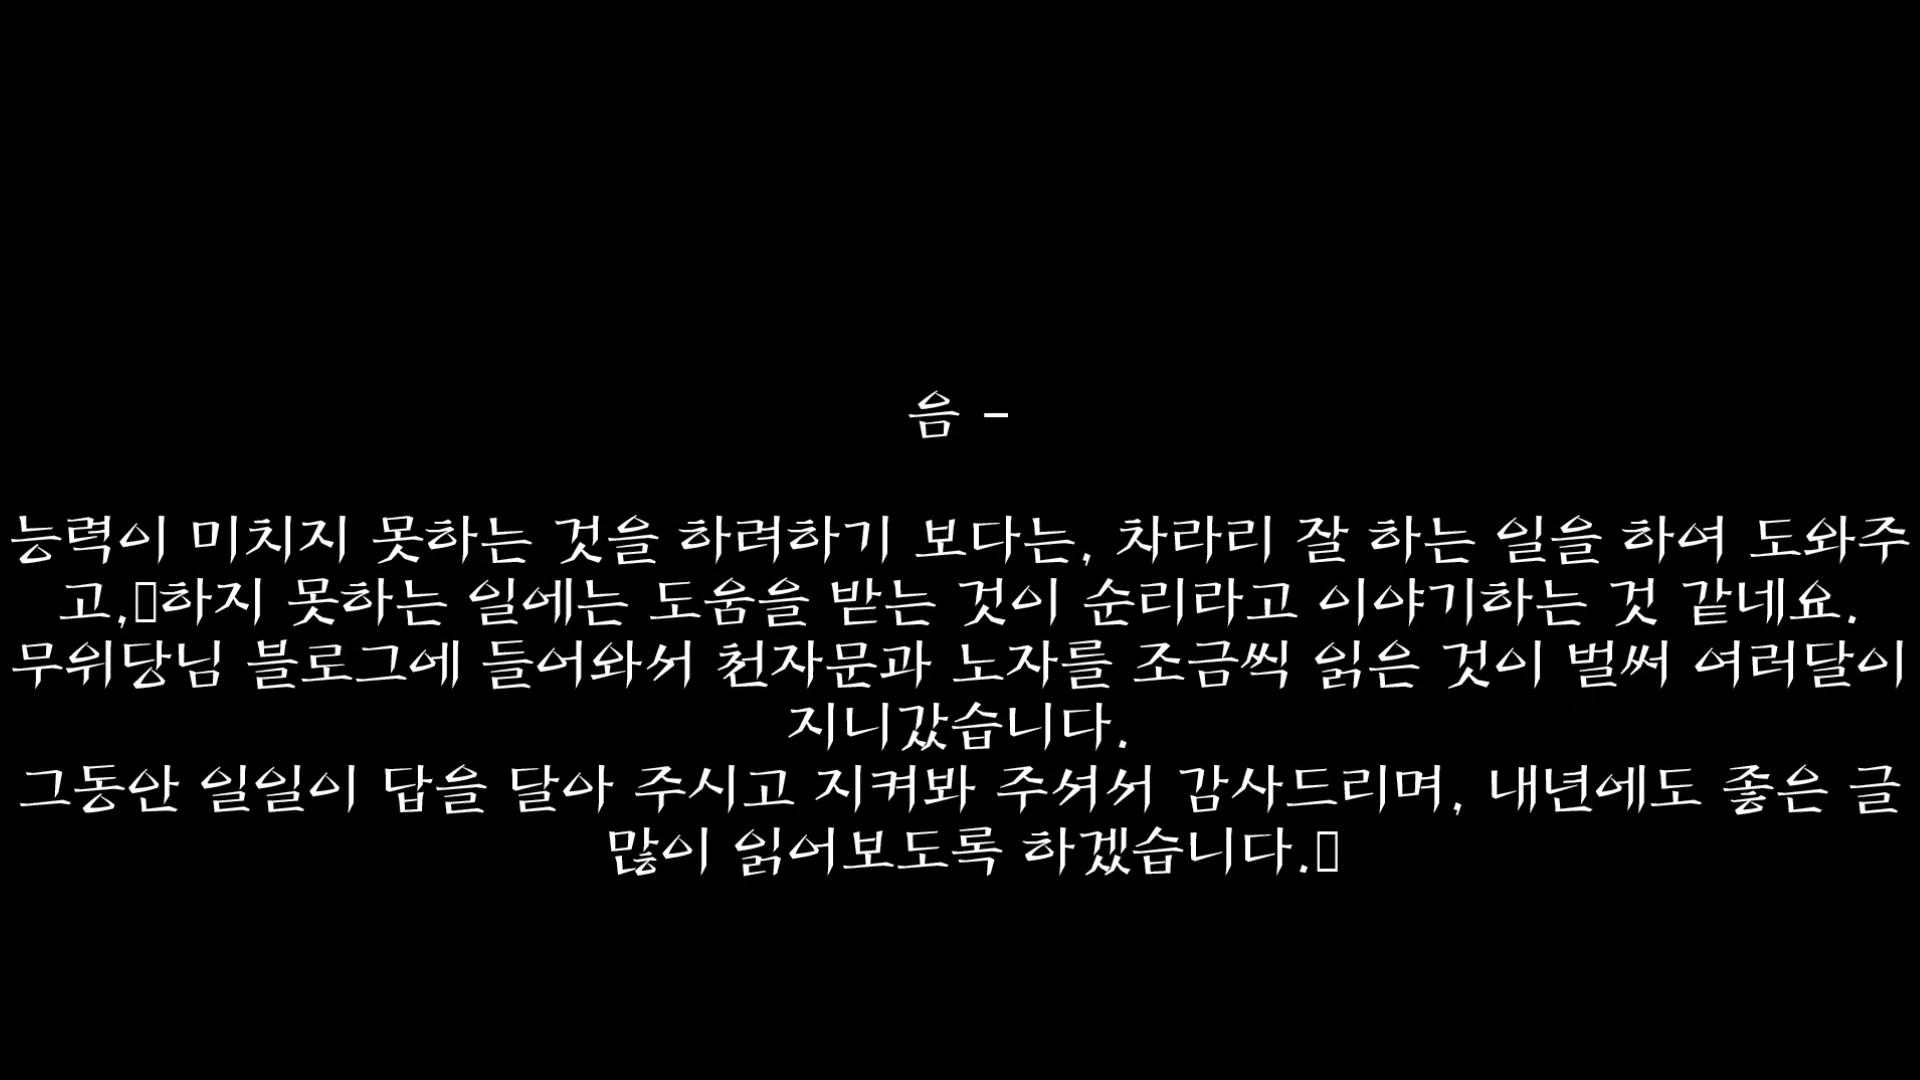 음 -
능력이 미치지 못하는 것을 하려하기 보다는, 차라리 잘 하는 일을 하여 도와주
고,▯하지 못하는 일에는 도움을 받는 것이 순리라고 이야기하는 것 같네요.
무위당님 블로그에 들어와서 천자문과 노자를 조금씩 읽은 것이 벌써 여러달이
지니갔습니다.
그동안 일일이 답을 달아 주시고 지켜봐 주셔서 감사드리며, 내년에도 좋은 글
많이 읽어보도록 하겠습니다.▯